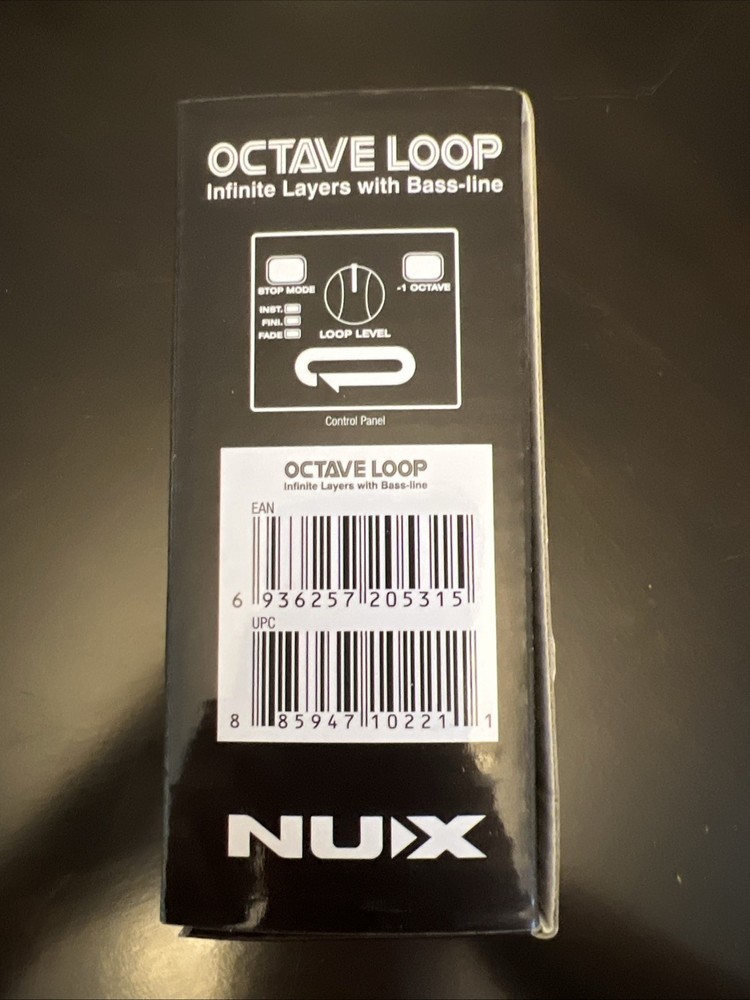 OCTAVE LOOP
Infinite Layers with Bass-line
STOP MODE
-1 OCTAVE
INST.
FINI.
FADE
LOOP LEVEL
Control Panel
OCTAVE LOOP
Infinite Layers with Bass-line
EAN
6 936257 205315
UPC
8 85947 10221 1
NUX